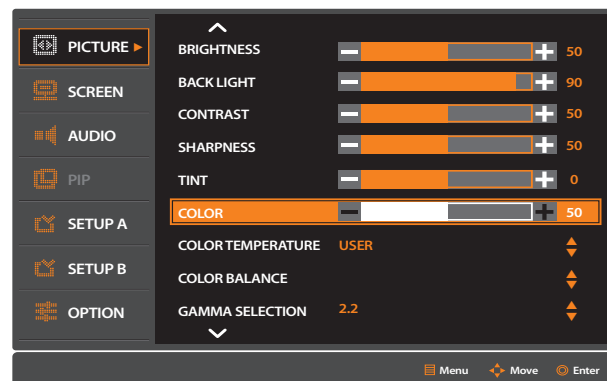 PICTURE
SCREEN
AUDIO
PIP
SETUP A
SETUP B
OPTION
BRIGHTNESS 50
BACK LIGHT 90
CONTRAST 50
SHARPNESS 50
TINT 0
COLOR 50
COLOR TEMPERATURE USER
COLOR BALANCE
GAMMA SELECTION 2.2
Menu Move Enter